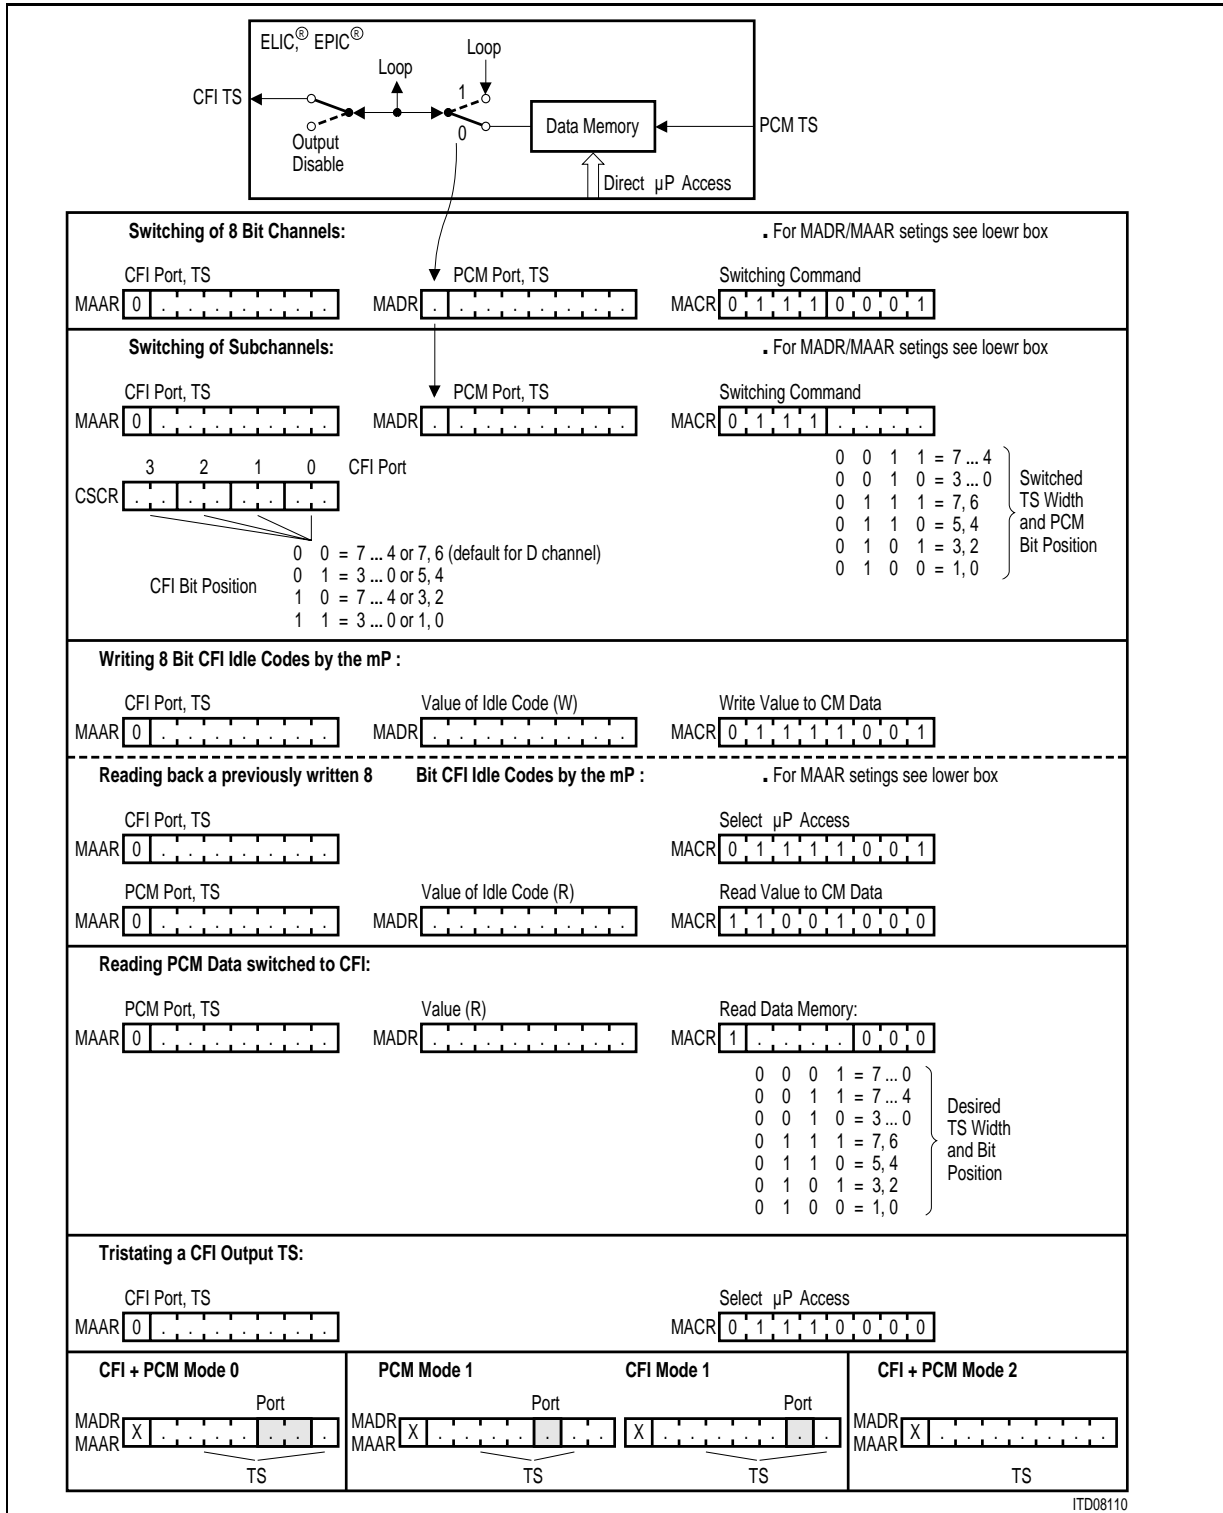 ELIC,® EPIC®
Loop
Loop
CFI TS
1
0
Output
Disable
Data Memory
PCM TS
Direct µP Access
Switching of 8 Bit Channels:
. For MADR/MAAR setings see loewr box
CFI Port, TS
PCM Port, TS
Switching Command
MAAR 0 . . . . . . .
MADR . . . . . . . .
MACR 0 1 1 1 0 0 0 1
Switching of Subchannels:
. For MADR/MAAR setings see loewr box
CFI Port, TS
PCM Port, TS
Switching Command
MAAR 0 . . . . . . .
MADR . . . . . . . .
MACR 0 1 1 1 . . . .
3 2 1 0 CFI Port
CSCR . . . . . . . .
0 0 = 7 ... 4 or 7, 6 (default for D channel)
0 1 = 3 ... 0 or 5, 4
1 0 = 7 ... 4 or 3, 2
1 1 = 3 ... 0 or 1, 0
CFI Bit Position
0 0 1 1 = 7 ... 4
0 0 1 0 = 3 ... 0
0 1 1 1 = 7, 6
0 1 1 0 = 5, 4
0 1 0 1 = 3, 2
0 1 0 0 = 1, 0
Switched
TS Width
and PCM
Bit Position
Writing 8 Bit CFI Idle Codes by the mP :
CFI Port, TS
Value of Idle Code (W)
Write Value to CM Data
MAAR 0 . . . . . . .
MADR . . . . . . . .
MACR 0 1 1 1 1 0 0 1
Reading back a previously written 8 Bit CFI Idle Codes by the mP :
. For MAAR setings see lower box
CFI Port, TS
Select µP Access
MAAR 0 . . . . . . .
MACR 0 1 1 1 1 0 0 1
PCM Port, TS
Value of Idle Code (R)
Read Value to CM Data
MAAR 0 . . . . . . .
MADR . . . . . . . .
MACR 1 1 0 0 1 0 0 0
Reading PCM Data switched to CFI:
PCM Port, TS
Value (R)
Read Data Memory:
MAAR 0 . . . . . . .
MADR . . . . . . . .
MACR 1 . . . . 0 0 0
0 0 0 1 = 7 ... 0
0 0 1 1 = 7 ... 4
0 0 1 0 = 3 ... 0
0 1 1 1 = 7, 6
0 1 1 0 = 5, 4
0 1 0 1 = 3, 2
0 1 0 0 = 1, 0
Desired
TS Width
and Bit
Position
Tristating a CFI Output TS:
CFI Port, TS
Select µP Access
MAAR 0 . . . . . . .
MACR 0 1 1 1 0 0 0 0
CFI + PCM Mode 0
Port
MADR
MAAR
X . . . . . . .
TS
PCM Mode 1
Port
MADR
MAAR
X . . . . . . .
TS
CFI Mode 1
Port
X . . . . . . .
TS
CFI + PCM Mode 2
MADR
MAAR
X . . . . . . .
TS
ITD08110